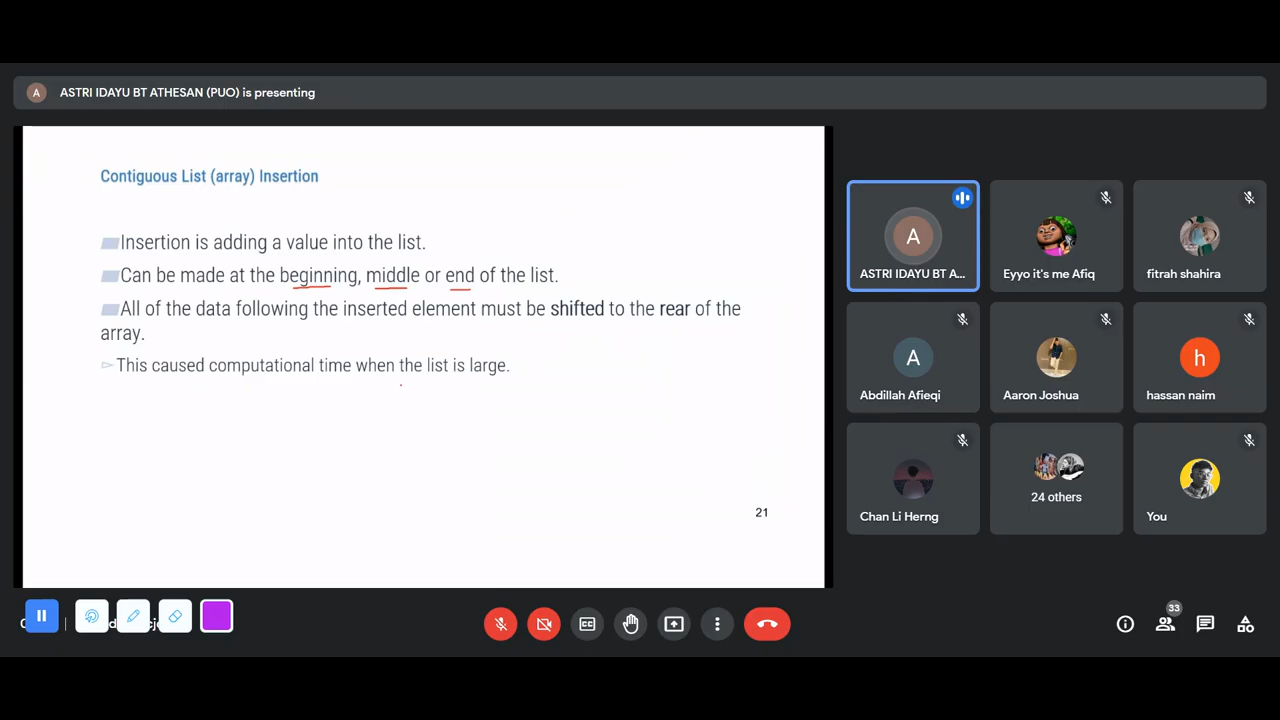 A ASTRI IDAYU BT ATHESAN (PUO) is presenting
Contiguous List (array) Insertion
Insertion is adding a value into the list.
Can be made at the beginning, middle or end of the list.
All of the data following the inserted element must be shifted to the rear of the
array.
This caused computational time when the list is large.
21
A
ASTRI IDAYU BT A...
Eyyo it's me Afiq
fitrah shahira
A
Abdillah Afieqi
Aaron Joshua
h
hassan naim
Chan Li Herng
24 others
You
CC
33